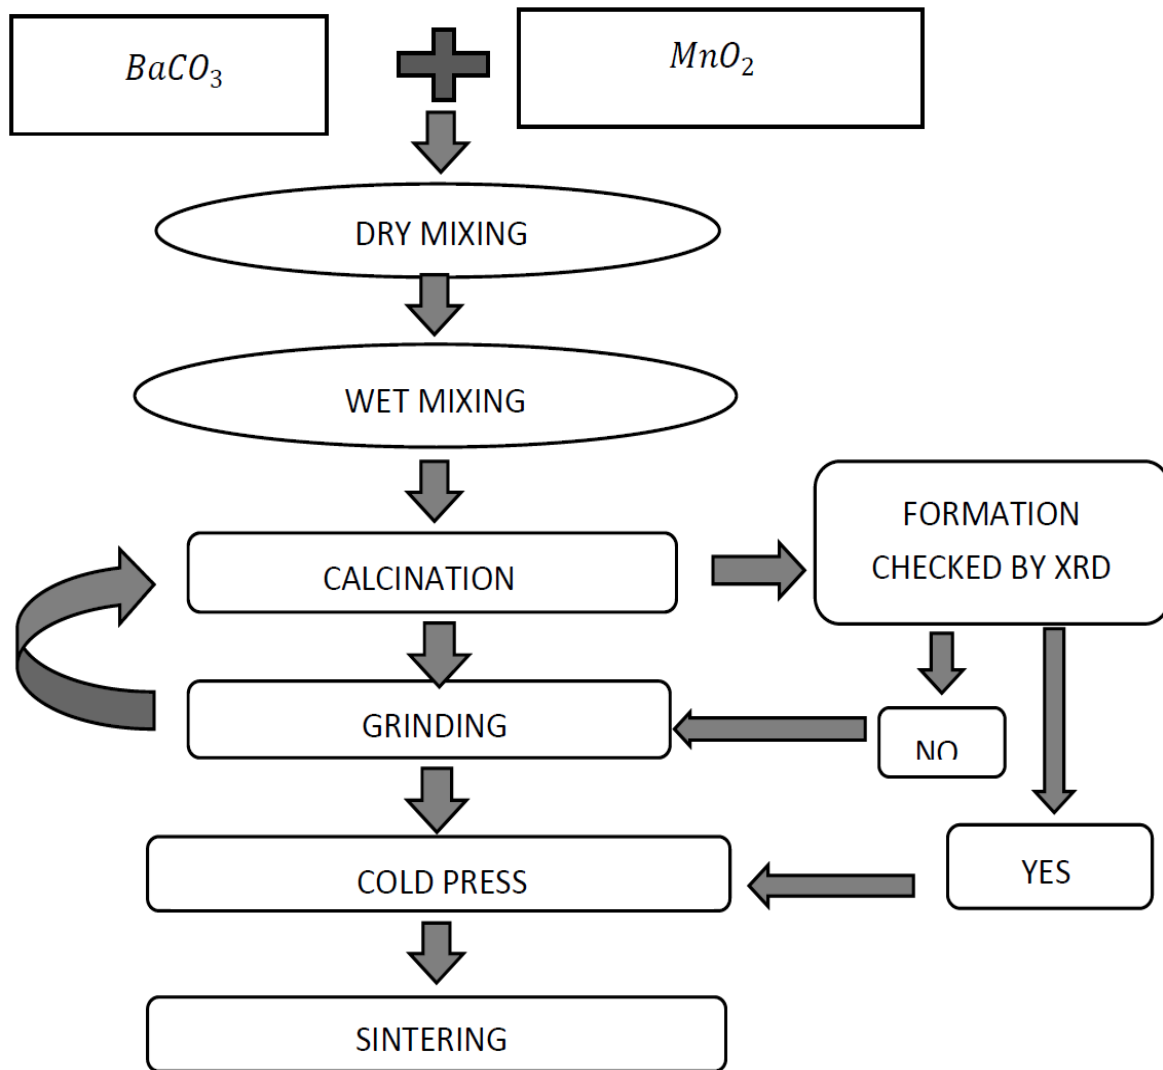 BaCO₃
MnO₂
DRY MIXING
WET MIXING
CALCINATION
FORMATION
CHECKED BY XRD
GRINDING
NO
COLD PRESS
YES
SINTERING